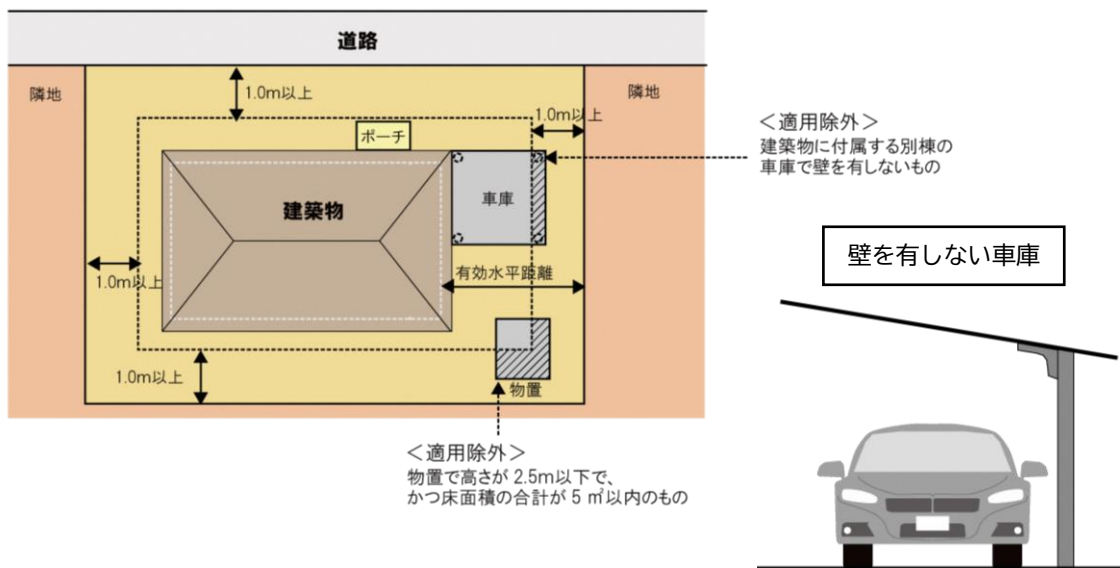 道路
隣地
隣地
1.0m以上
1.0m以上
ポーチ
建築物
車庫
＜適用除外＞
建築物に付属する別棟の
車庫で壁を有しないもの
壁を有しない車庫
1.0m以上
有効水平距離
1.0m以上
物置
＜適用除外＞
物置で高さが 2.5m以下で、
かつ床面積の合計が 5 ㎡以内のもの